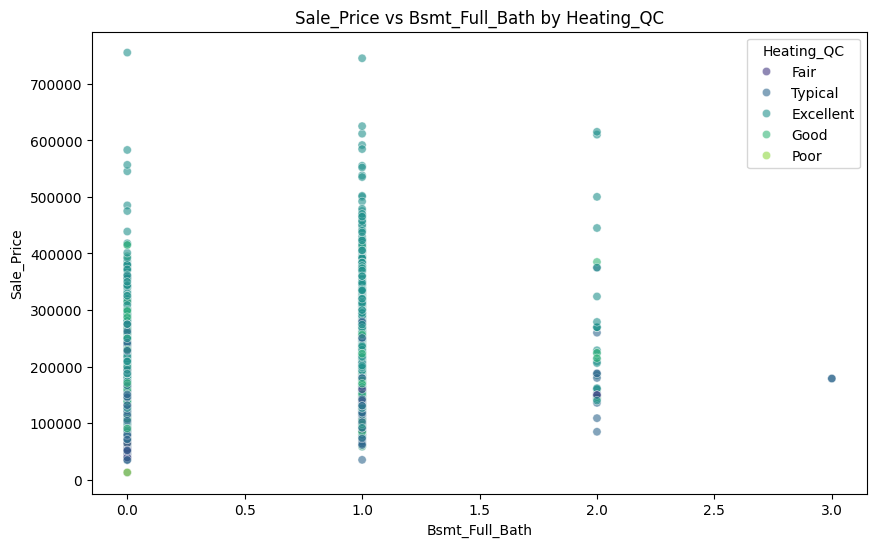 Sale_Price vs Bsmt_Full_Bath by Heating_QC
Heating_QC
Fair
Typical
Excellent
Good
Poor
700000
600000
500000
400000
300000
200000
100000
0
Sale_Price
0.0 0.5 1.0 1.5 2.0 2.5 3.0
Bsmt_Full_Bath